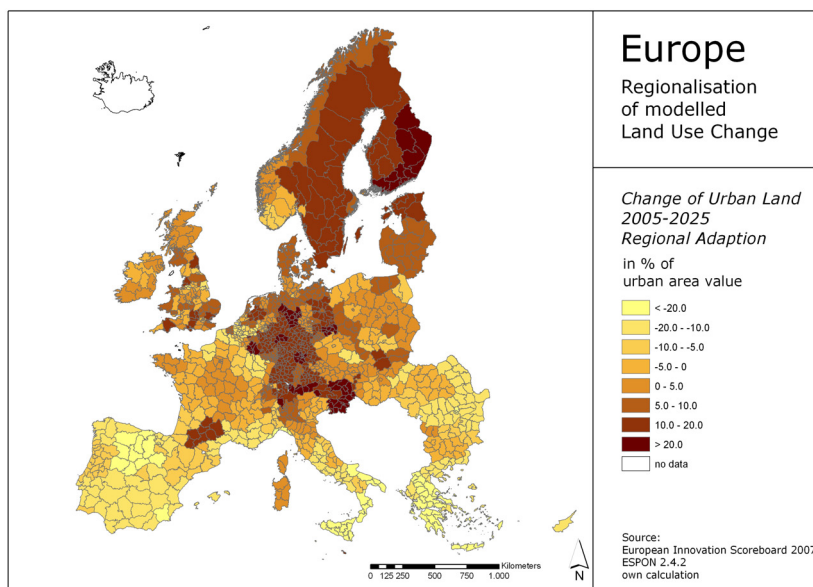 Europe
Regionalisation
of modelled
Land Use Change
Change of Urban Land
2005-2025
Regional Adaption
in % of
urban area value
< -20.0
-20.0 - -10.0
-10.0 - -5.0
-5.0 - 0
0 - 5.0
5.0 - 10.0
10.0 - 20.0
> 20.0
no data
Source:
European Innovation Scoreboard 2007
ESPON 2.4.2
own calculation
Kilometers
0 125 250 500 750 1.000
N